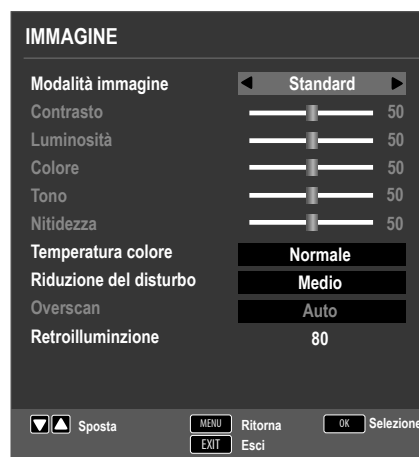 IMMAGINE
Modalità immagine Standard
Contrasto 50
Luminosità 50
Colore 50
Tono 50
Nitidezza 50
Temperatura colore Normale
Riduzione del disturbo Medio
Overscan Auto
Retroilluminzione 80
Sposta MENU Ritorna OK Selezione
EXIT Esci